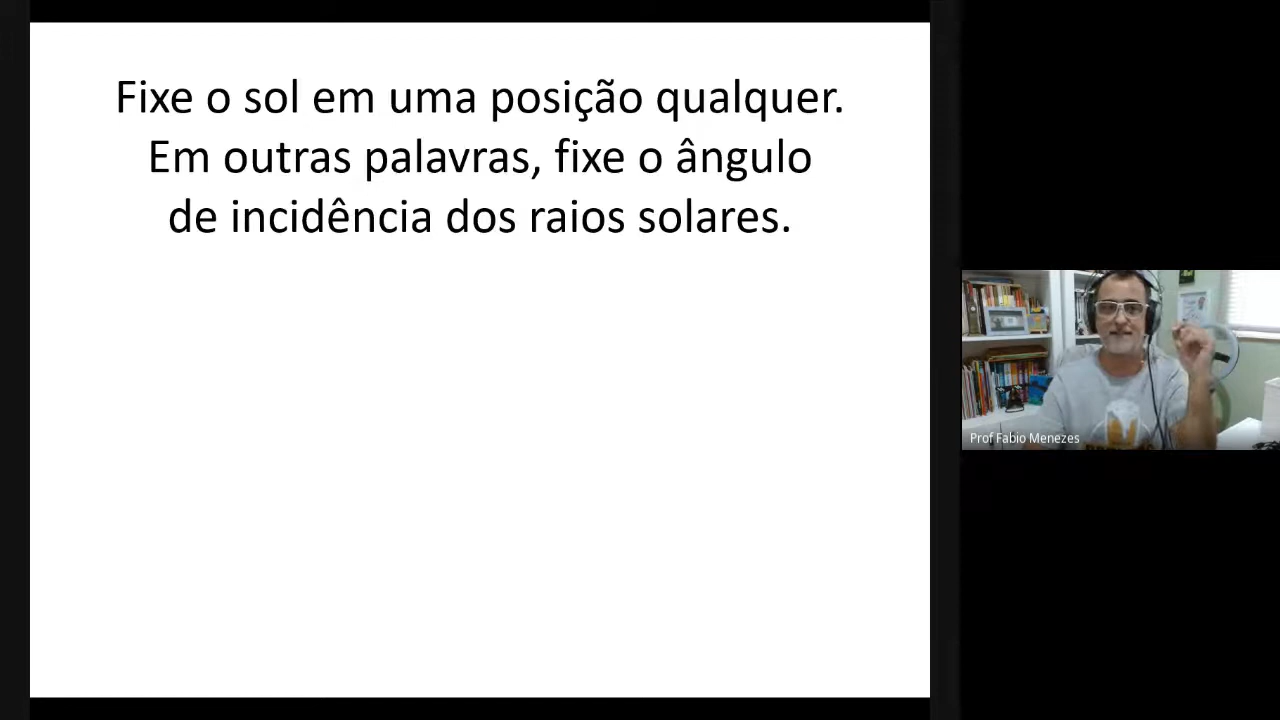 Fixe o sol em uma posição qualquer.
Em outras palavras, fixe o ângulo
de incidência dos raios solares.
Prof Fabio Menezes